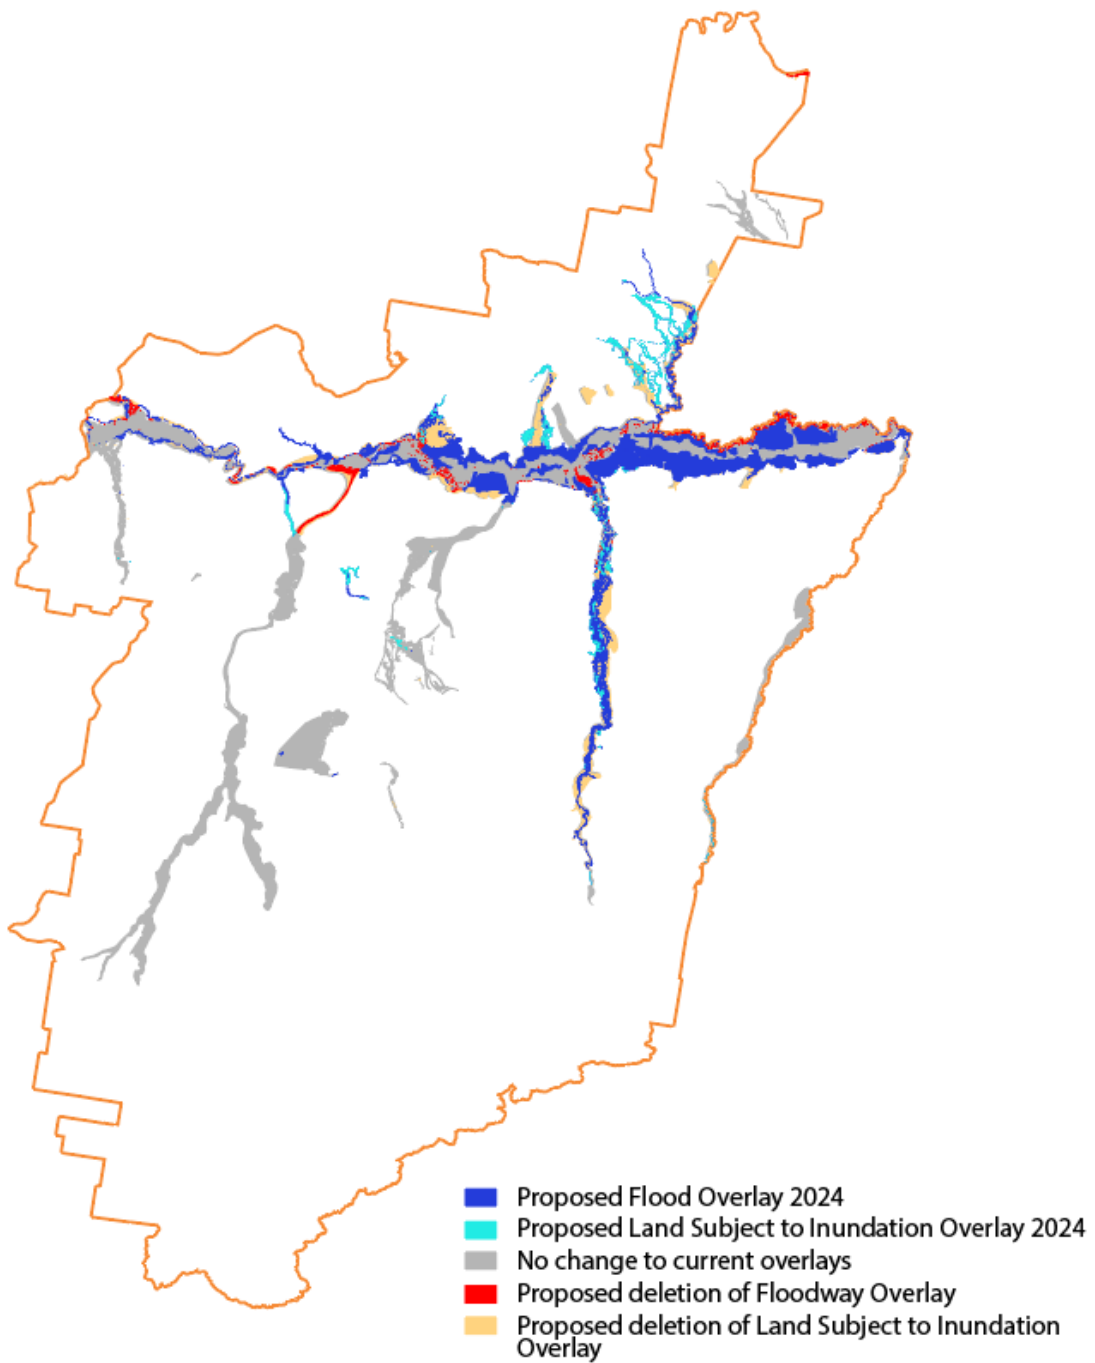 Proposed Flood Overlay 2024
Proposed Land Subject to Inundation Overlay 2024
No change to current overlays
Proposed deletion of Floodway Overlay
Proposed deletion of Land Subject to Inundation
Overlay